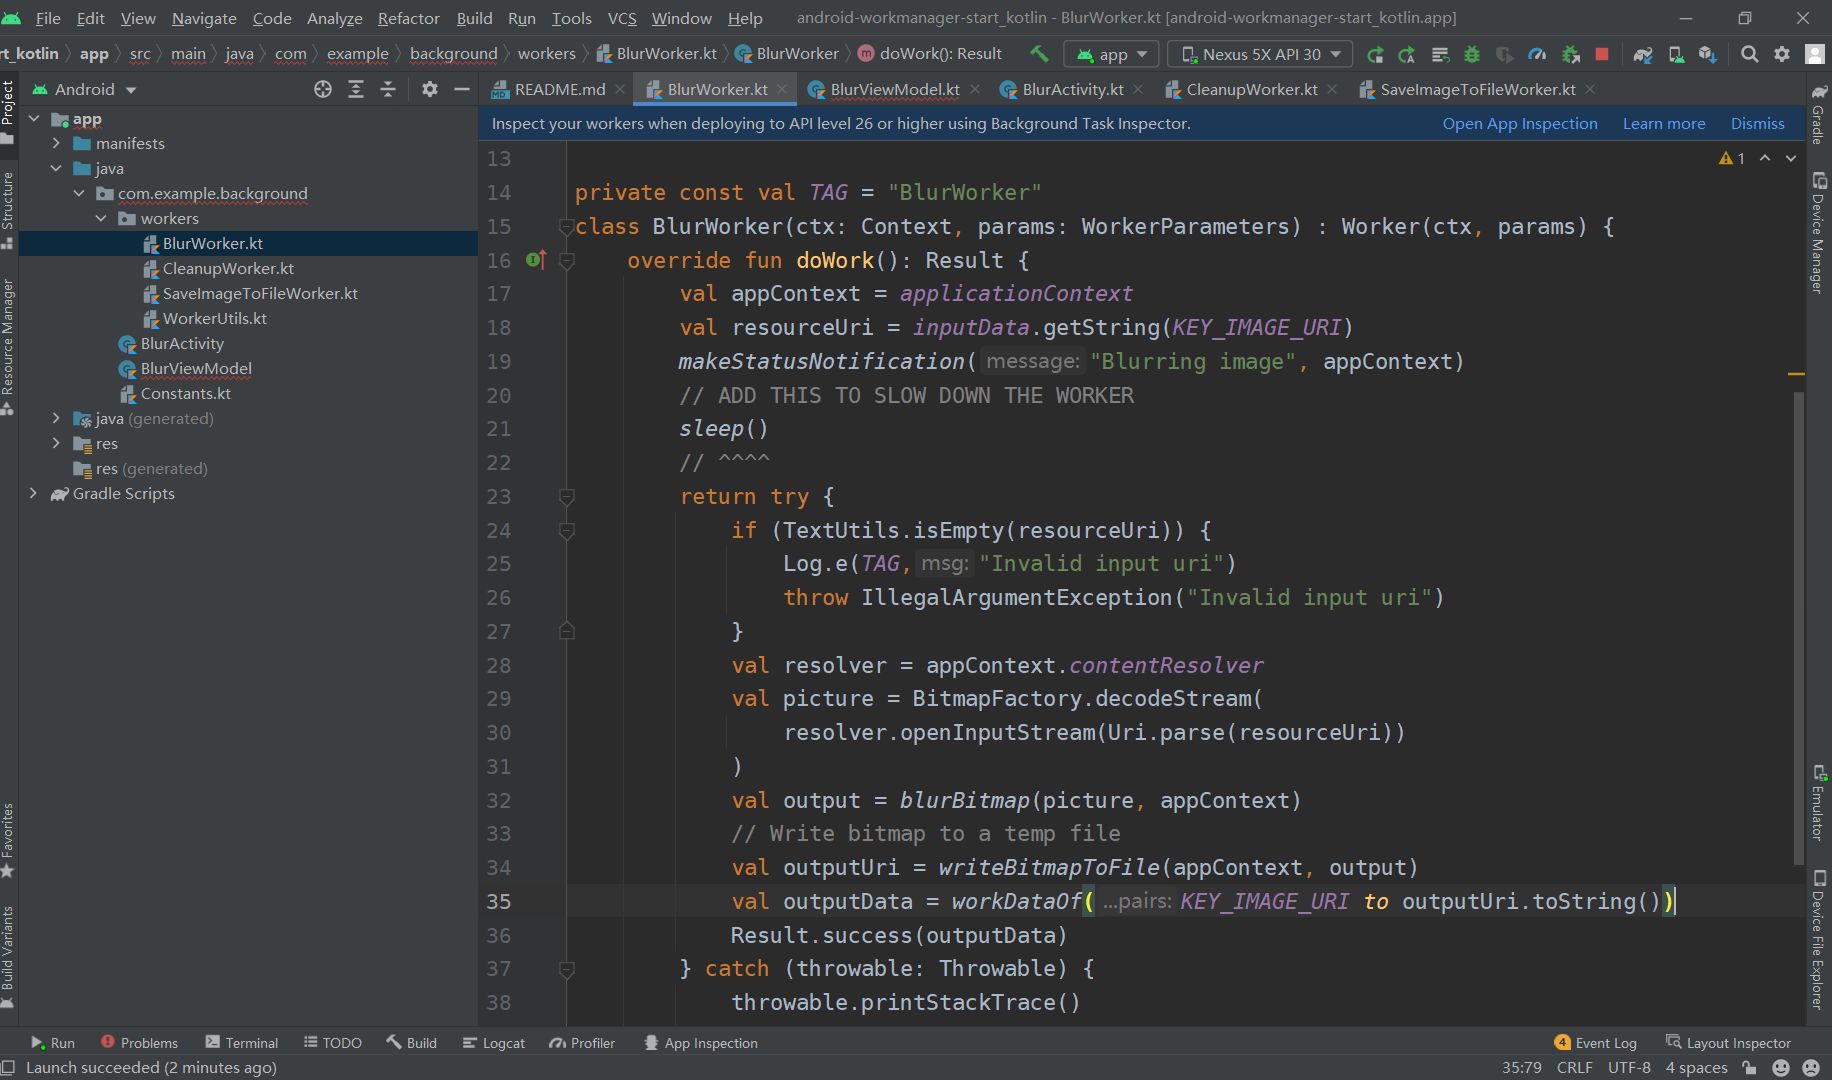 File Edit View Navigate Code Analyze Refactor Build Run Tools VCS Window Help android-workmanager-start_kotlin - BlurWorker.kt [android-workmanager-start_kotlin.app]
rt_kotlin app src main java com example background workers BlurWorker.kt BlurWorker doWork(): Result app Nexus 5X API 30
Android
README.md BlurWorker.kt BlurViewModel.kt BlurActivity.kt CleanupWorker.kt SaveImageToFileWorker.kt
Inspect your workers when deploying to API level 26 or higher using Background Task Inspector. Open App Inspection Learn more Dismiss
Project
Structure
Resource Manager
Favorites
Build Variants
app
manifests
java
com.example.background
workers
BlurWorker.kt
CleanupWorker.kt
SaveImageToFileWorker.kt
WorkerUtils.kt
BlurActivity
BlurViewModel
Constants.kt
java (generated)
res
res (generated)
Gradle Scripts
1
13
14 private const val TAG = "BlurWorker"
15 class BlurWorker(ctx: Context, params: WorkerParameters) : Worker(ctx, params) {
16 override fun doWork(): Result {
17 val appContext = applicationContext
18 val resourceUri = inputData.getString(KEY_IMAGE_URI)
19 makeStatusNotification( message: "Blurring image", appContext)
20 // ADD THIS TO SLOW DOWN THE WORKER
21 sleep()
22 // ^^^^
23 return try {
24 if (TextUtils.isEmpty(resourceUri)) {
25 Log.e(TAG, msg: "Invalid input uri")
26 throw IllegalArgumentException("Invalid input uri")
27 }
28 val resolver = appContext.contentResolver
29 val picture = BitmapFactory.decodeStream(
30 resolver.openInputStream(Uri.parse(resourceUri))
31 )
32 val output = blurBitmap(picture, appContext)
33 // Write bitmap to a temp file
34 val outputUri = writeBitmapToFile(appContext, output)
35 val outputData = workDataOf( ...pairs: KEY_IMAGE_URI to outputUri.toString())
36 Result.success(outputData)
37 } catch (throwable: Throwable) {
38 throwable.printStackTrace()
Gradle
Device Manager
Emulator
Device File Explorer
Run Problems Terminal TODO Build Logcat Profiler App Inspection 4 Event Log Layout Inspector
Launch succeeded (2 minutes ago) 35:79 CRLF UTF-8 4 spaces